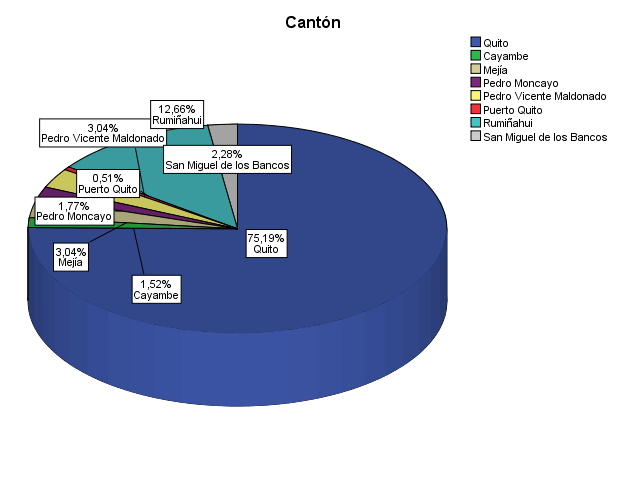 Cantón
Quito
Cayambe
Mejía
Pedro Moncayo
Pedro Vicente Maldonado
Puerto Quito
Rumiñahui
San Miguel de los Bancos
12,66%
Rumiñahui
3,04%
Pedro Vicente Maldonado
2,28%
San Miguel de los Bancos
0,51%
Puerto Quito
1,77%
Pedro Moncayo
3,04%
Mejía
1,52%
Cayambe
75,19%
Quito